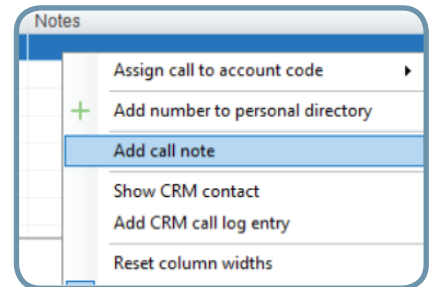 Notes
Assign call to account code
Add number to personal directory
Add call note
Show CRM contact
Add CRM call log entry
Reset column widths